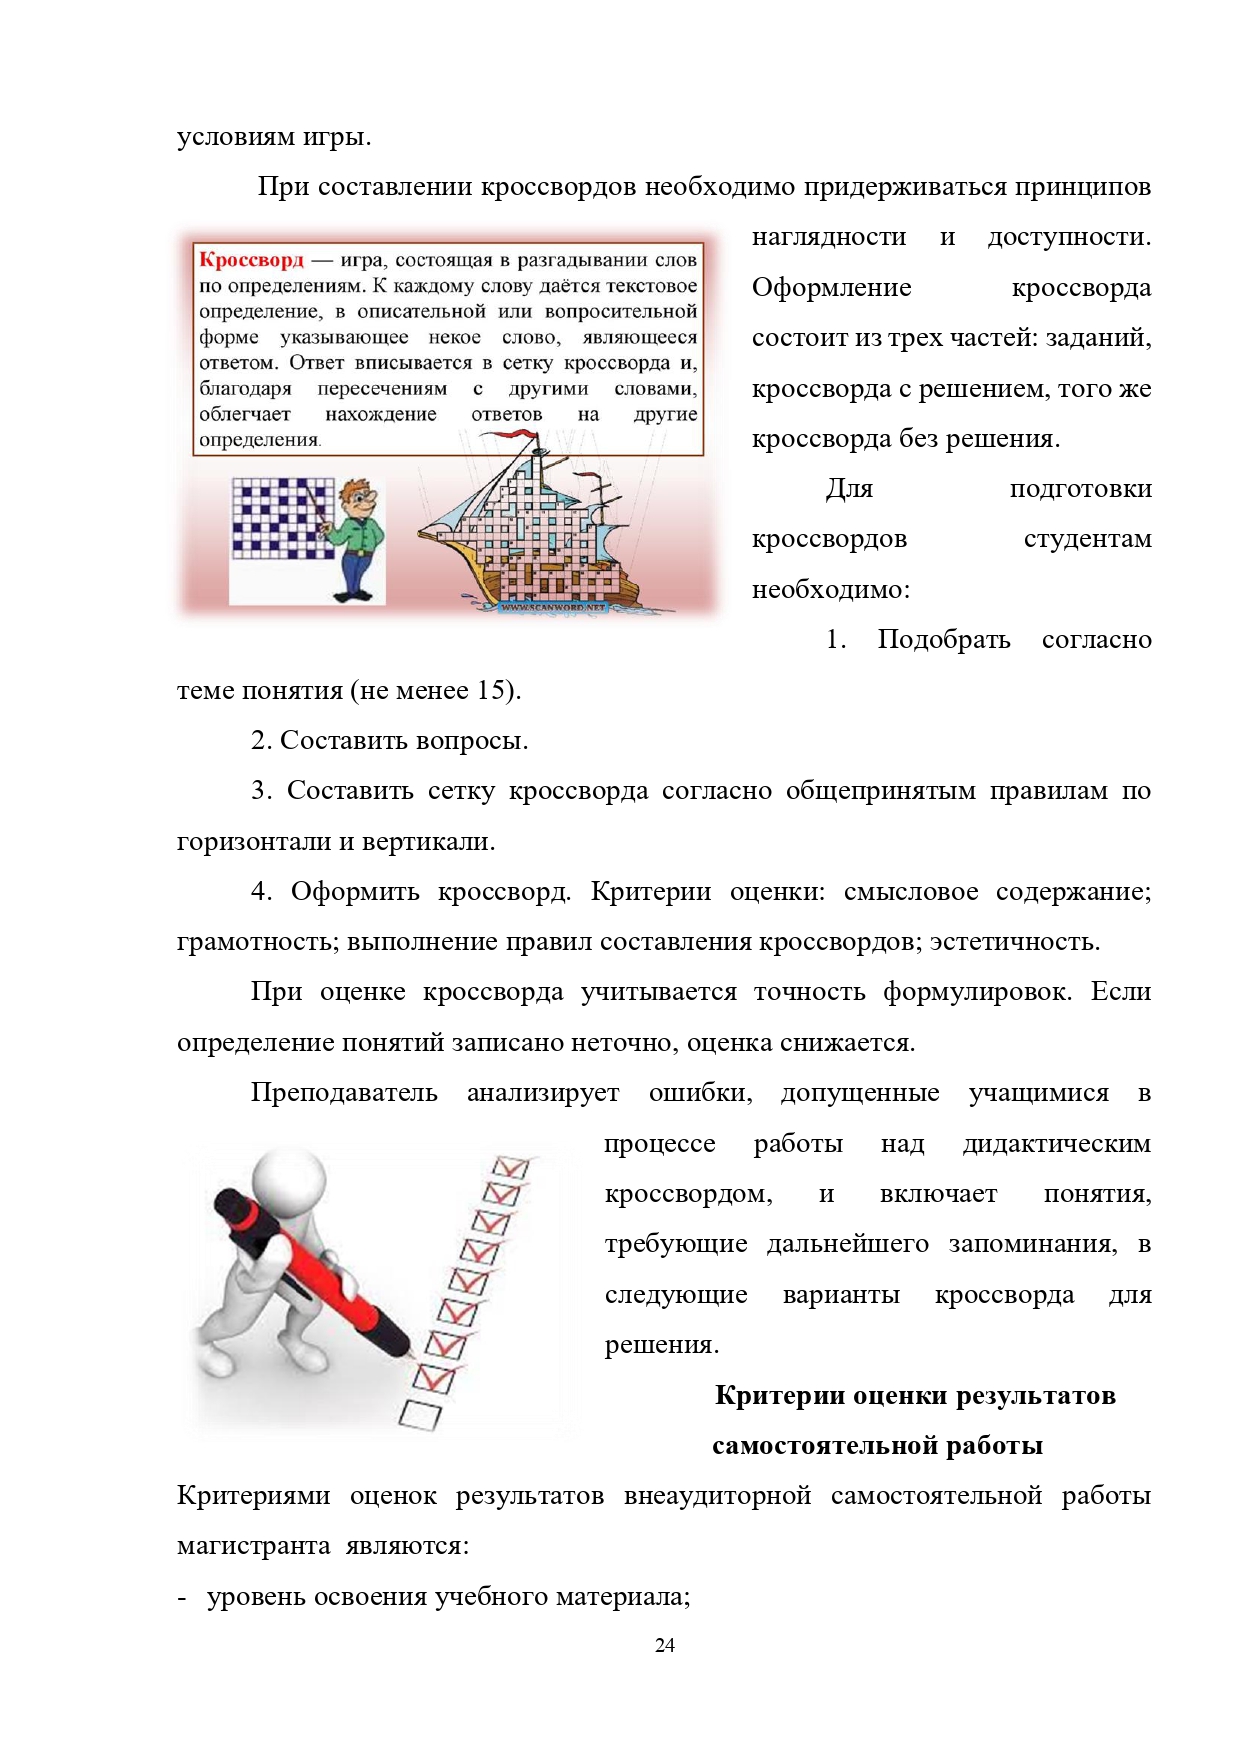 условиям игры.
При составлении кроссвордов необходимо придерживаться принципов
наглядности и доступности.
Оформление кроссворда
состоит из трех частей: заданий,
кроссворда с решением, того же
кроссворда без решения.
Кроссворд — игра, состоящая в разгадывании слов
по определениям. К каждому слову даётся текстовое
определение, в описательной или вопросительной
форме указывающее некое слово, являющееся
ответом. Ответ вписывается в сетку кроссворда и,
благодаря пересечениям с другими словами,
облегчает нахождение ответов на другие
определения.
WWW.SCANWORD.NET
Для подготовки
кроссвордов студентам
необходимо:
1. Подобрать согласно
теме понятия (не менее 15).
2. Составить вопросы.
3. Составить сетку кроссворда согласно общепринятым правилам по
горизонтали и вертикали.
4. Оформить кроссворд. Критерии оценки: смысловое содержание;
грамотность; выполнение правил составления кроссвордов; эстетичность.
При оценке кроссворда учитывается точность формулировок. Если
определение понятий записано неточно, оценка снижается.
Преподаватель анализирует ошибки, допущенные учащимися в
процессе работы над дидактическим
кроссвордом, и включает понятия,
требующие дальнейшего запоминания, в
следующие варианты кроссворда для
решения.
Критерии оценки результатов
самостоятельной работы
Критериями оценок результатов внеаудиторной самостоятельной работы
магистранта являются:
- уровень освоения учебного материала;
24